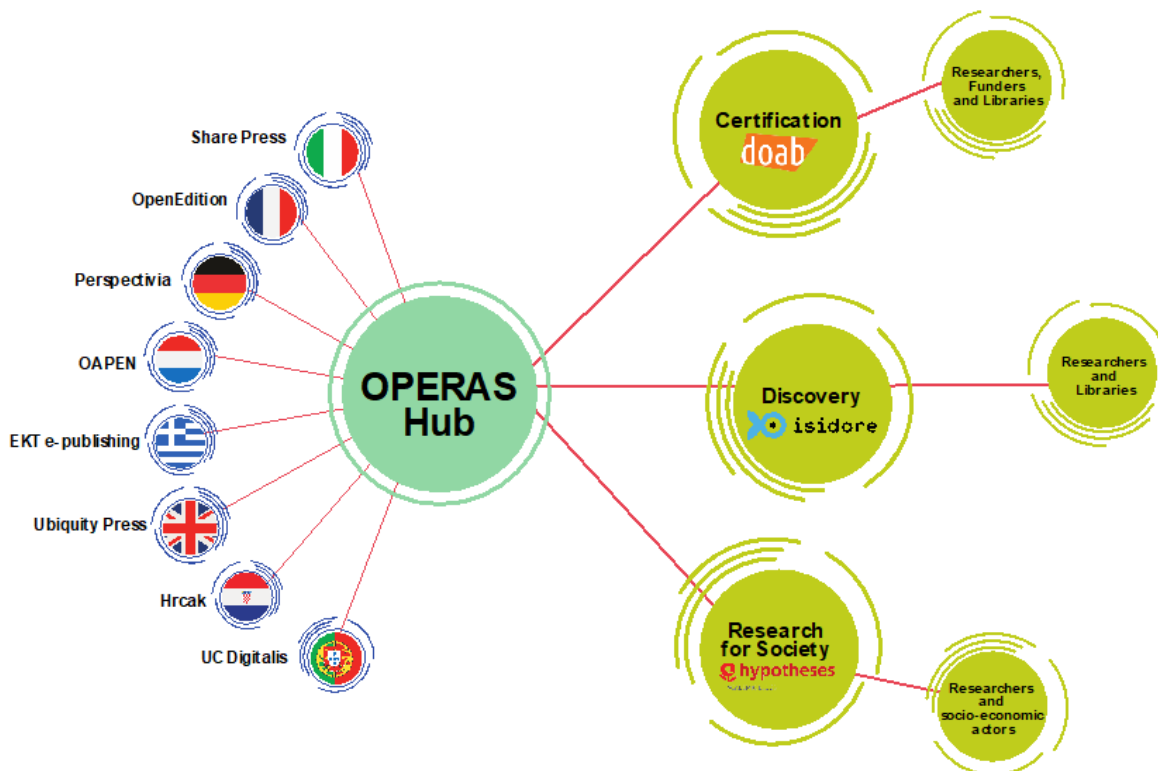 Share Press
OpenEdition
Perspectivia
OAPEN
EKT e-publishing
Ubiquity Press
Hrcak
UC Digitalis
OPERAS
Hub
Certification
doab
Researchers,
Funders
and Libraries
Discovery
isidore
Researchers
and
Libraries
Research
for Society
hypotheses
Researchers
and
socio-economic
actors